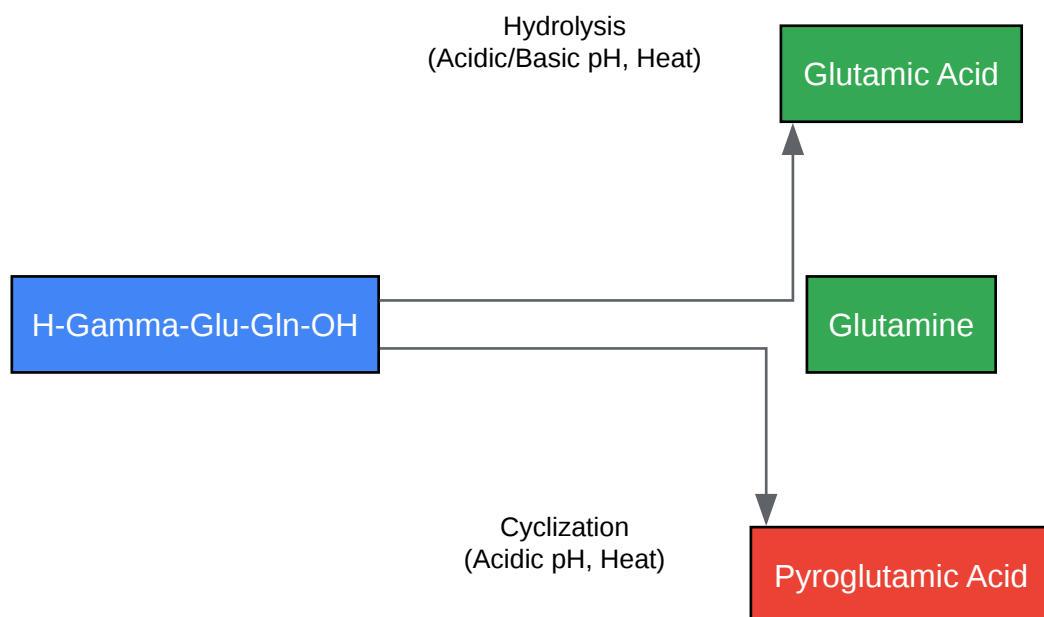 Hydrolysis
(Acidic/Basic pH, Heat)
Glutamic Acid
H-Gamma-Glu-Gln-OH
Glutamine
Cyclization
(Acidic pH, Heat)
Pyroglutamic Acid